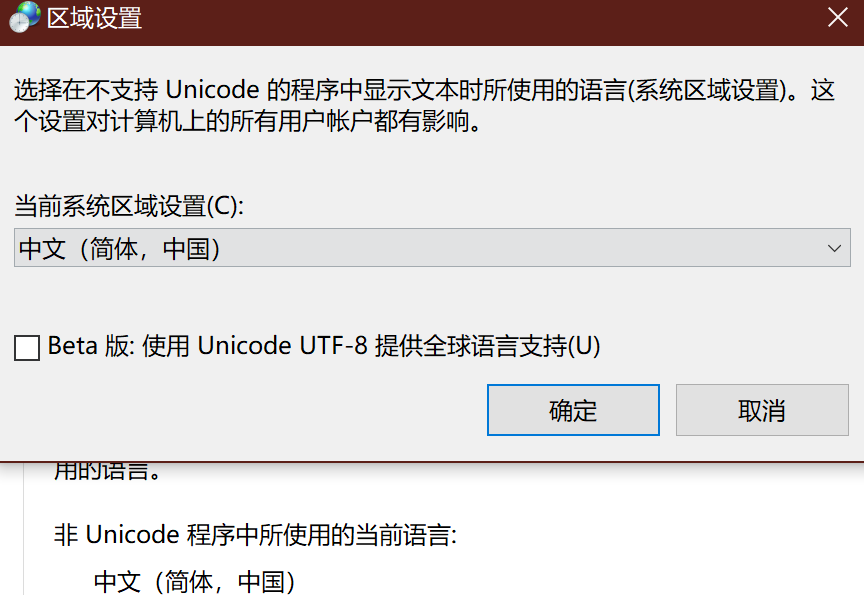 区域设置
选择在不支持 Unicode 的程序中显示文本时所使用的语言(系统区域设置)。这
个设置对计算机上的所有用户帐户都有影响。
当前系统区域设置(C):
中文（简体，中国）
Beta 版: 使用 Unicode UTF-8 提供全球语言支持(U)
确定
取消
用的语言。
非 Unicode 程序中所使用的当前语言:
中文（简体，中国）